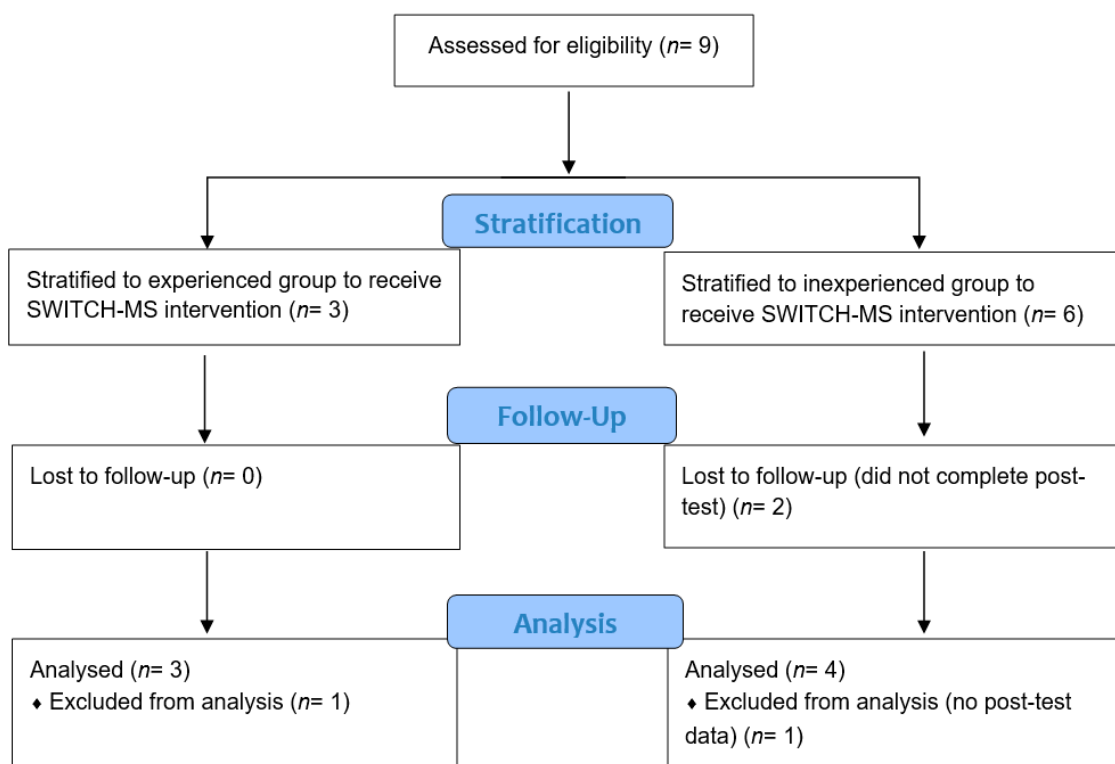 Assessed for eligibility (n= 9)
Stratification
Stratified to experienced group to receive
SWITCH-MS intervention (n= 3)
Stratified to inexperienced group to
receive SWITCH-MS intervention (n= 6)
Follow-Up
Lost to follow-up (n= 0)
Lost to follow-up (did not complete post-
test) (n= 2)
Analysis
Analysed (n= 3)
♦ Excluded from analysis (n= 1)
Analysed (n= 4)
♦ Excluded from analysis (no post-test
data) (n= 1)